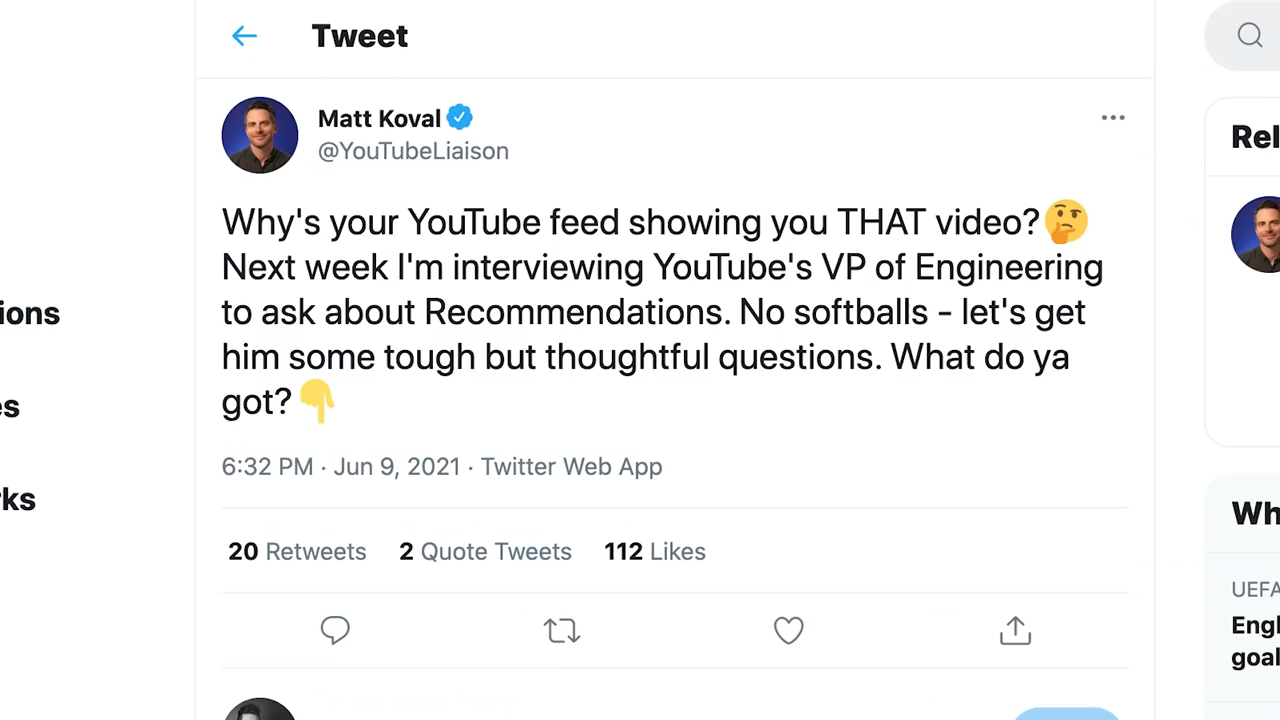 Tweet
Matt Koval
@YouTubeLiaison
Why's your YouTube feed showing you THAT video?🤔
Next week I'm interviewing YouTube's VP of Engineering
to ask about Recommendations. No softballs - let's get
him some tough but thoughtful questions. What do ya
got?👇
6:32 PM · Jun 9, 2021 · Twitter Web App
20 Retweets 2 Quote Tweets 112 Likes
ions
es
ks
Rel
Wh
UEFA
Engl
goal